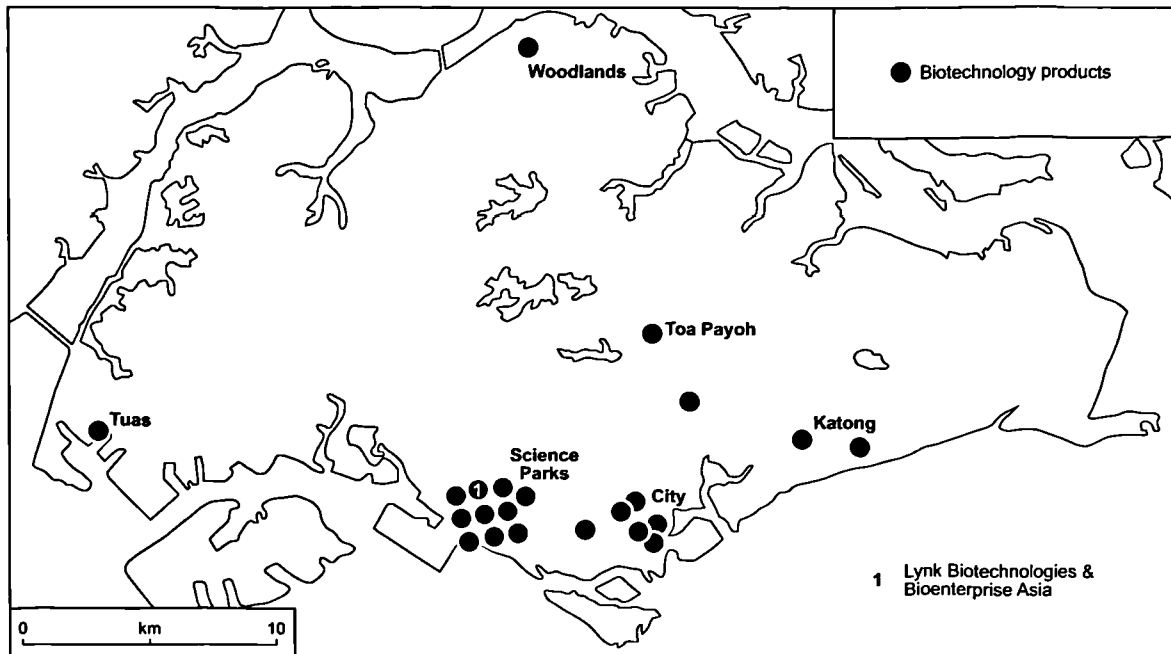 Woodlands
Biotechnology products
Toa Payoh
Tuas
Katong
Science
Parks
1
City
1 Lynk Biotechnologies &
Bioenterprise Asia
0 km 10